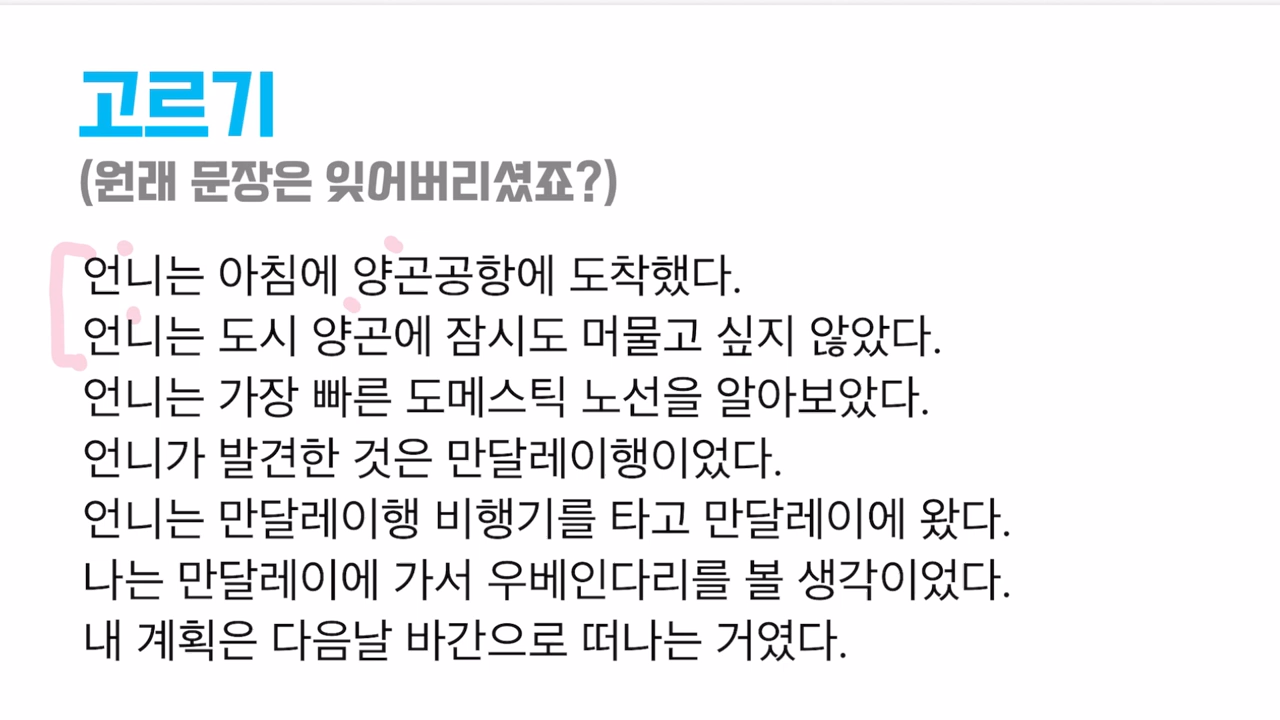 고르기
(원래 문장은 잊어버리셨죠?)
언니는 아침에 양곤공항에 도착했다.
언니는 도시 양곤에 잠시도 머물고 싶지 않았다.
언니는 가장 빠른 도메스틱 노선을 알아보았다.
언니가 발견한 것은 만달레이행이었다.
언니는 만달레이행 비행기를 타고 만달레이에 왔다.
나는 만달레이에 가서 우베인다리를 볼 생각이었다.
내 계획은 다음날 바간으로 떠나는 거였다.